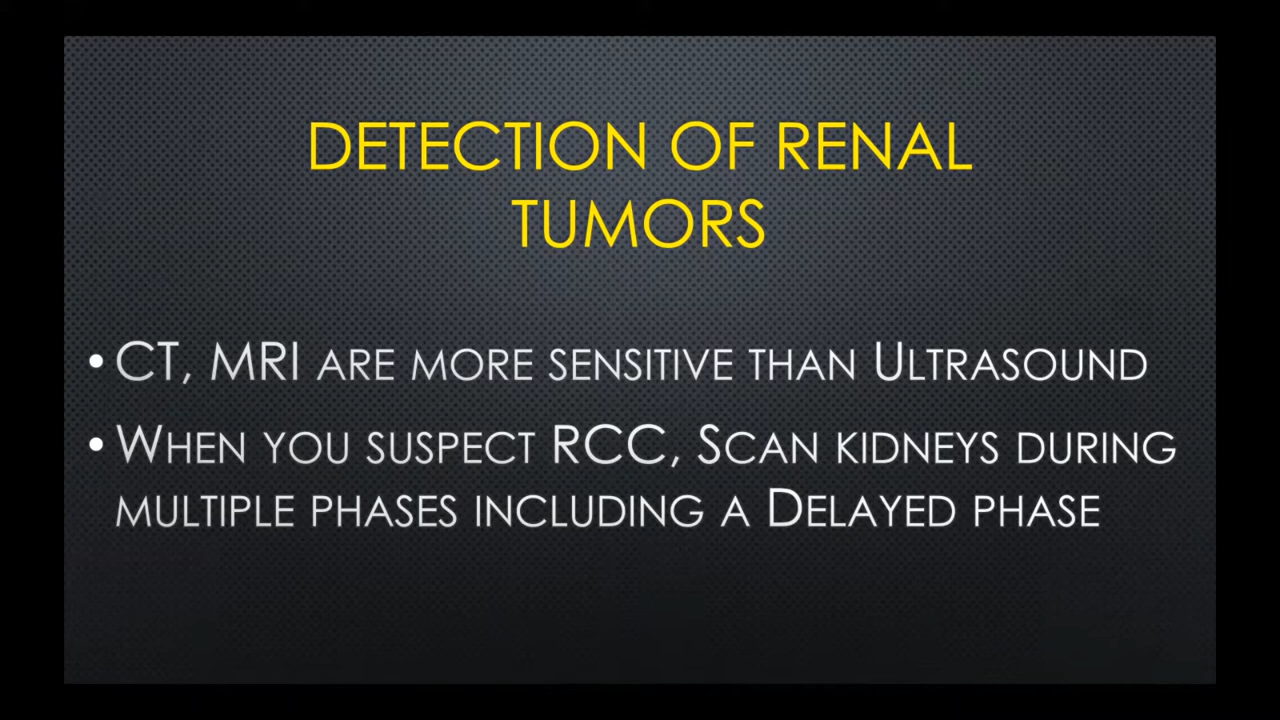 DETECTION OF RENAL
TUMORS
• CT, MRI ARE MORE SENSITIVE THAN ULTRASOUND
• WHEN YOU SUSPECT RCC, SCAN KIDNEYS DURING
MULTIPLE PHASES INCLUDING A DELAYED PHASE